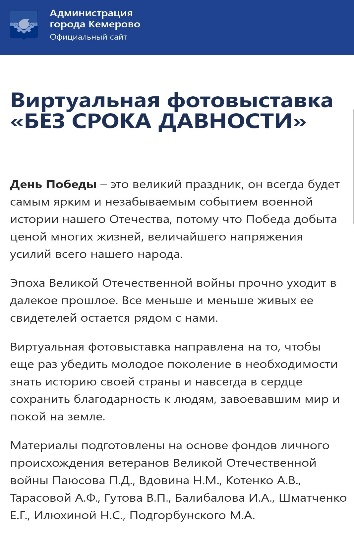 Администрация
города Кемерово
Официальный сайт
Виртуальная фотовыставка
«БЕЗ СРОКА ДАВНОСТИ»
День Победы – это великий праздник, он всегда будет
самым ярким и незабываемым событием военной
истории нашего Отечества, потому что Победа добыта
ценой многих жизней, величайшего напряжения
усилий всего нашего народа.
Эпоха Великой Отечественной войны прочно уходит в
далекое прошлое. Все меньше и меньше живых ее
свидетелей остается рядом с нами.
Виртуальная фотовыставка направлена на то, чтобы
еще раз убедить молодое поколение в необходимости
знать историю своей страны и навсегда в сердце
сохранить благодарность к людям, завоевавшим мир и
покой на земле.
Материалы подготовлены на основе фондов личного
происхождения ветеранов Великой Отечественной
войны Паюсова П.Д., Вдовина Н.М., Котенко А.В.,
Тарасовой А.Ф., Гутова В.П., Балибалова И.А., Шматченко
Е.Г., Илюхиной Н.С., Подгорбунского М.А.